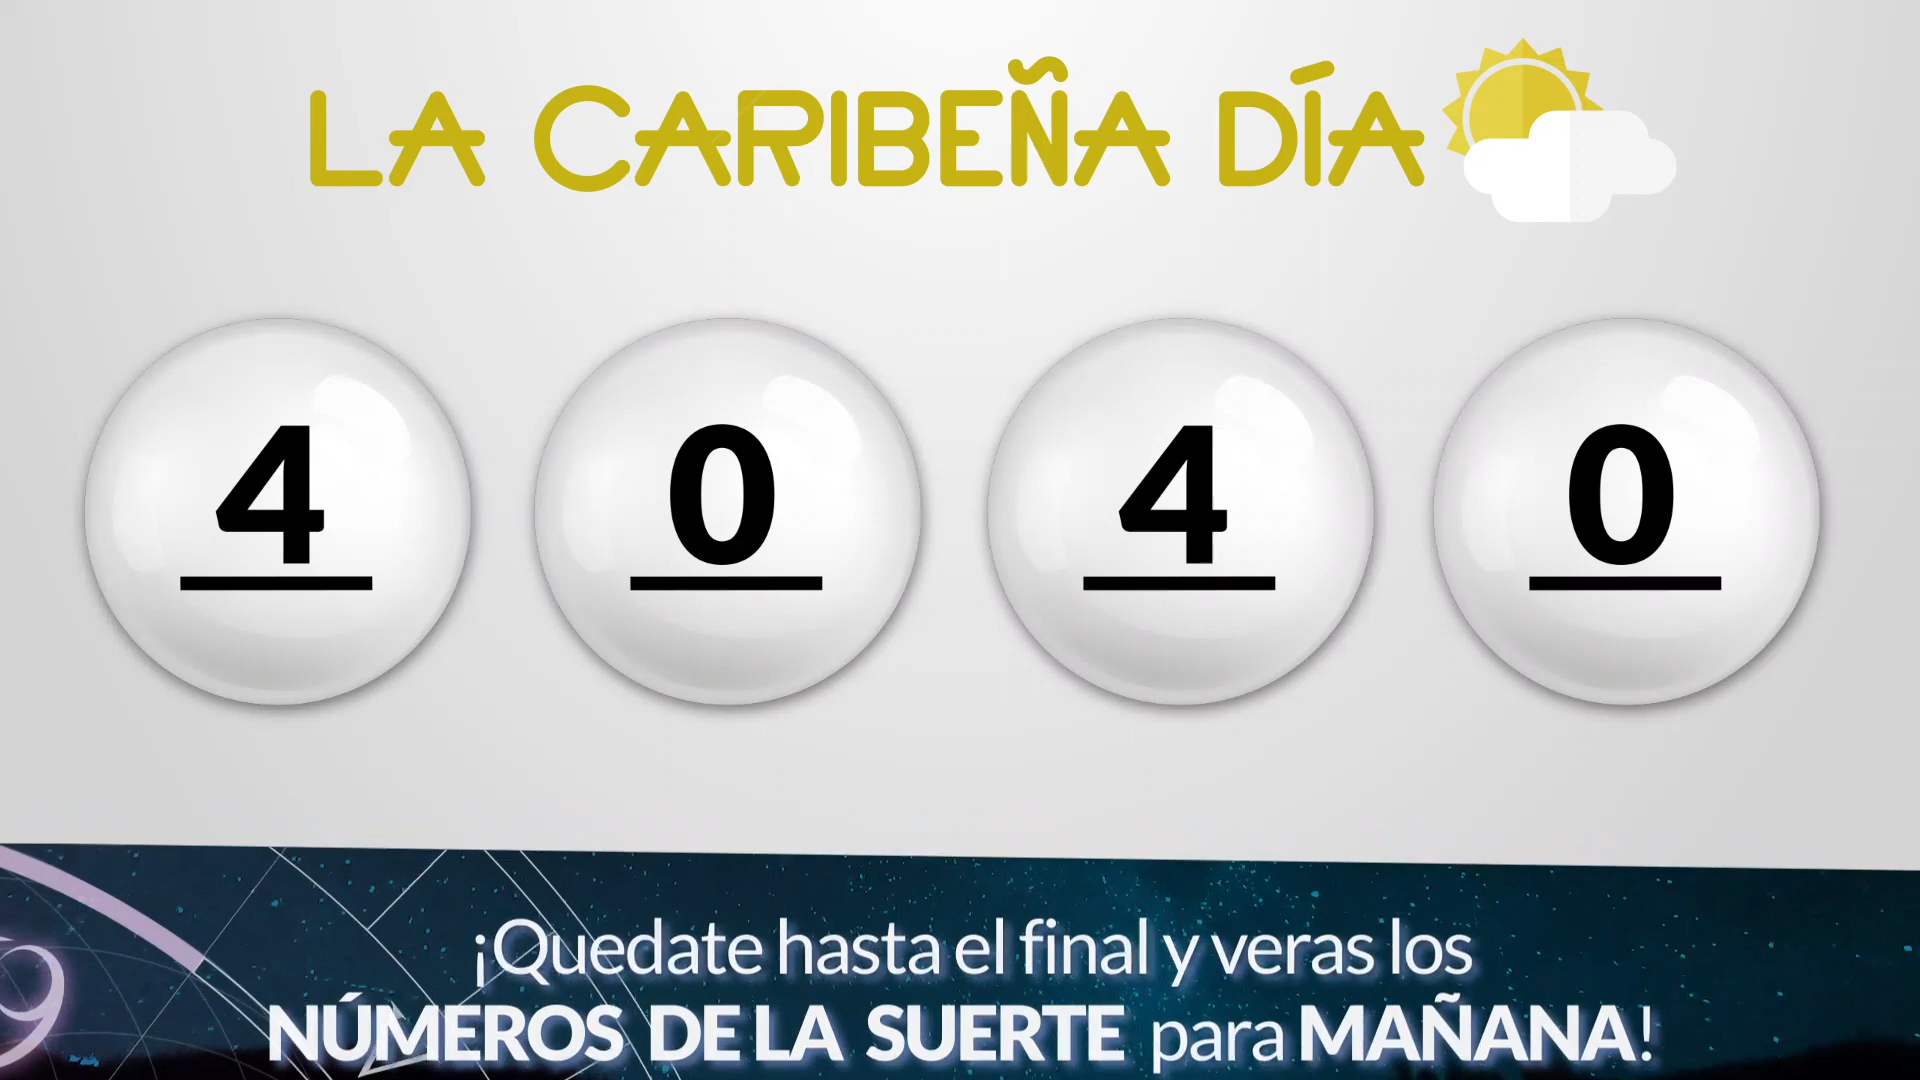 LA CARIBEÑA DÍA
4 0 4 0
¡Quedate hasta el final y veras los
NÚMEROS DE LA SUERTE para MAÑANA!
9